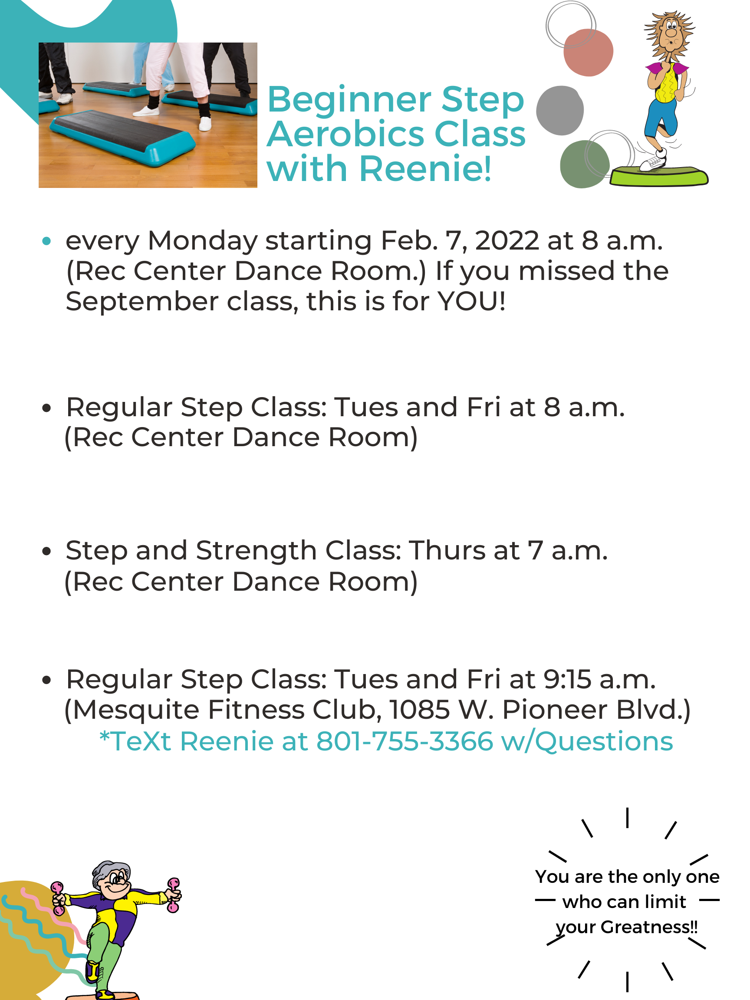 Beginner Step
Aerobics Class
with Reenie!
• every Monday starting Feb. 7, 2022 at 8 a.m.
(Rec Center Dance Room.) If you missed the
September class, this is for YOU!
• Regular Step Class: Tues and Fri at 8 a.m.
(Rec Center Dance Room)
• Step and Strength Class: Thurs at 7 a.m.
(Rec Center Dance Room)
• Regular Step Class: Tues and Fri at 9:15 a.m.
(Mesquite Fitness Club, 1085 W. Pioneer Blvd.)
*TeXt Reenie at 801-755-3366 w/Questions
You are the only one
who can limit
your Greatness!!